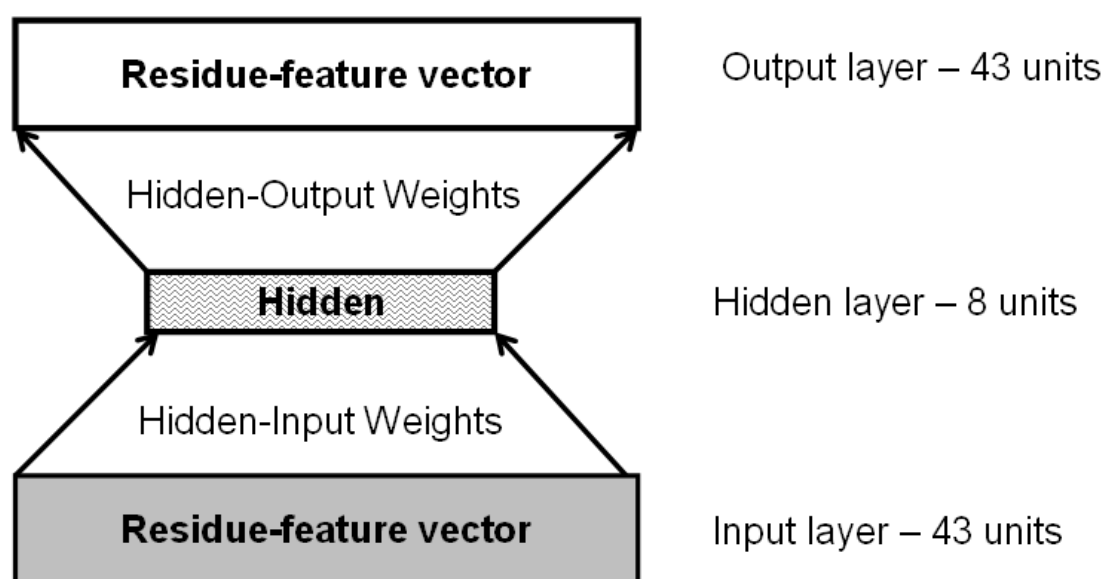 Residue-feature vector
Output layer – 43 units
Hidden-Output Weights
Hidden
Hidden layer – 8 units
Hidden-Input Weights
Residue-feature vector
Input layer – 43 units